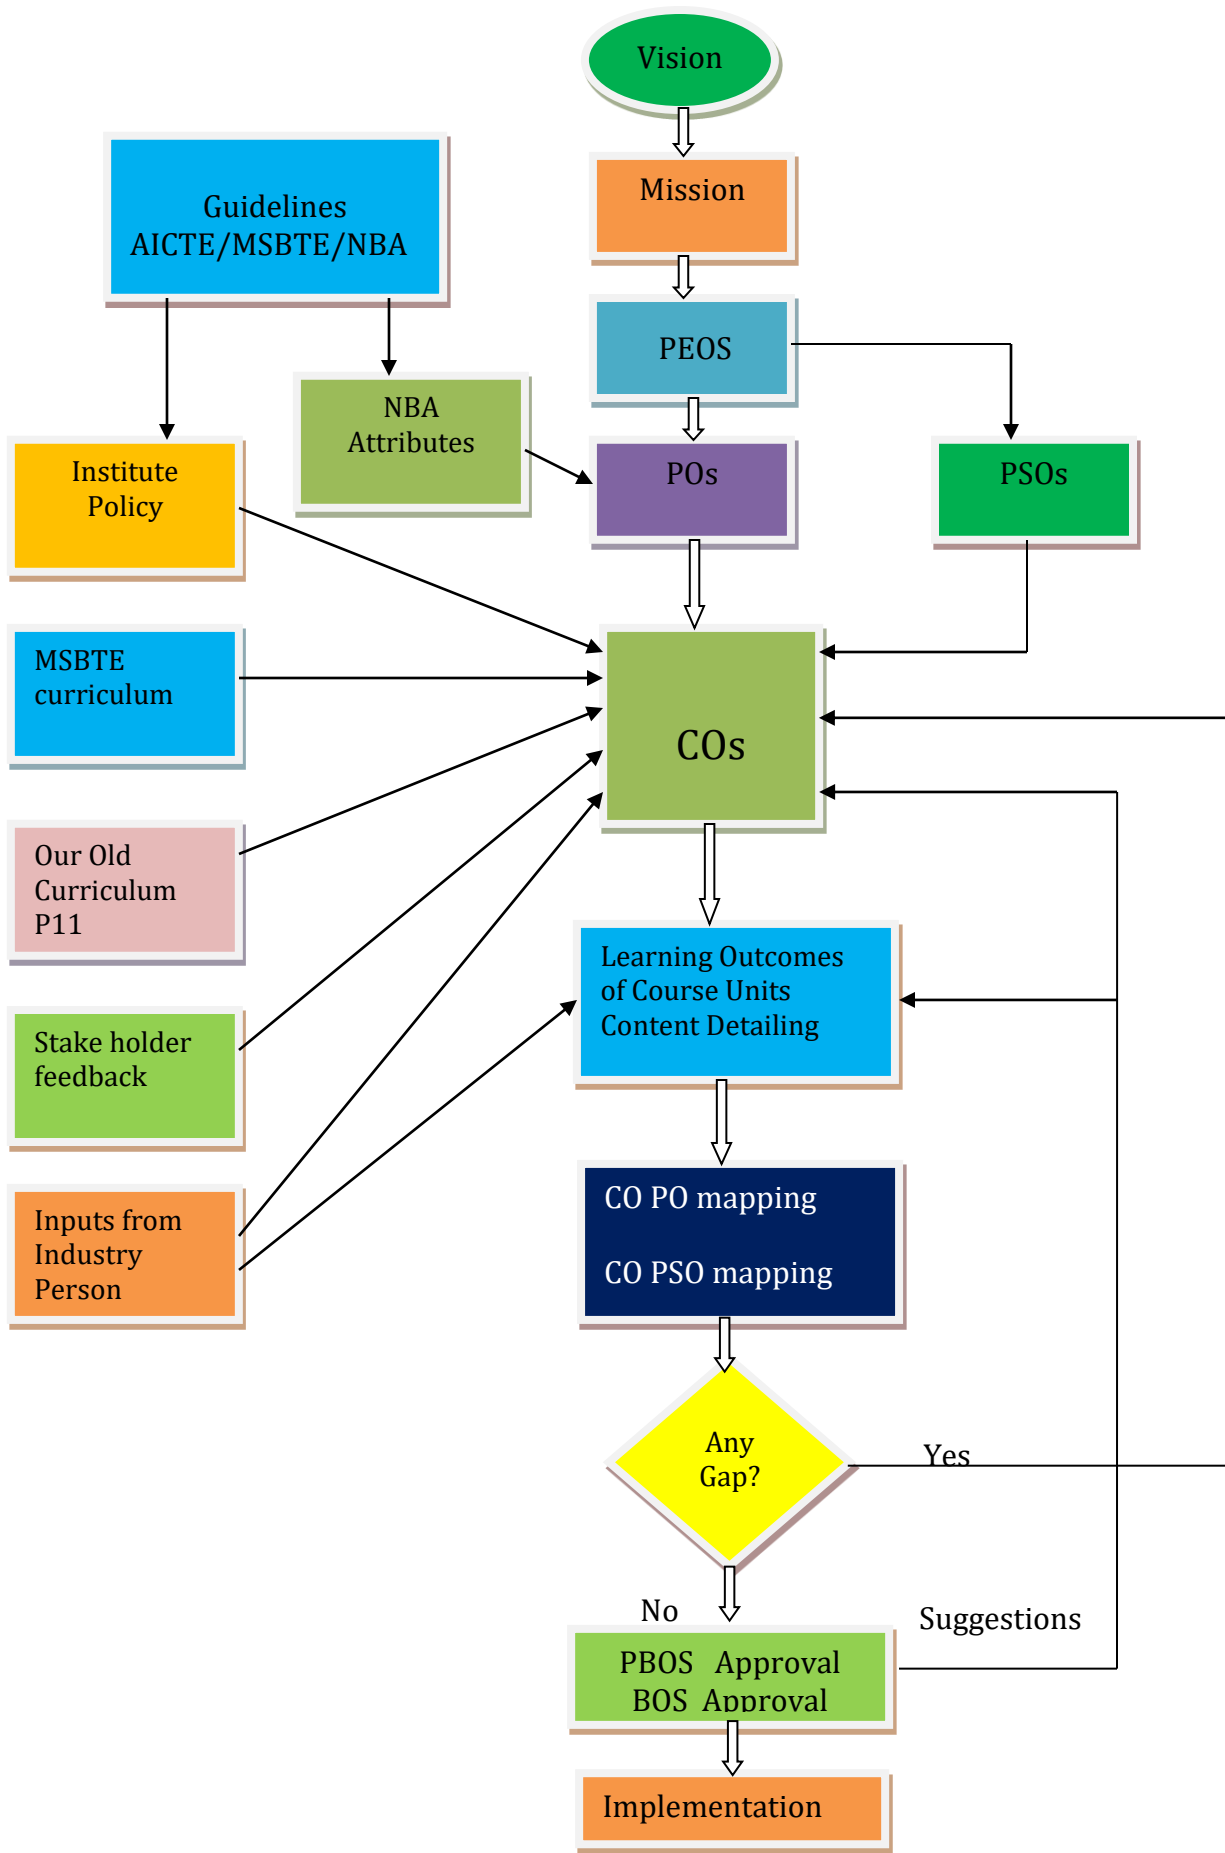 Vision
Mission
Guidelines
AICTE/MSBTE/NBA
PEOS
NBA
Attributes
Institute
Policy
POs
PSOs
MSBTE
curriculum
COs
Our Old
Curriculum
P11
Learning Outcomes
of Course Units
Content Detailing
Stake holder
feedback
CO PO mapping
CO PSO mapping
Inputs from
Industry
Person
Any
Gap?
Yes
No
Suggestions
PBOS   Approval
BOS  Approval
Implementation